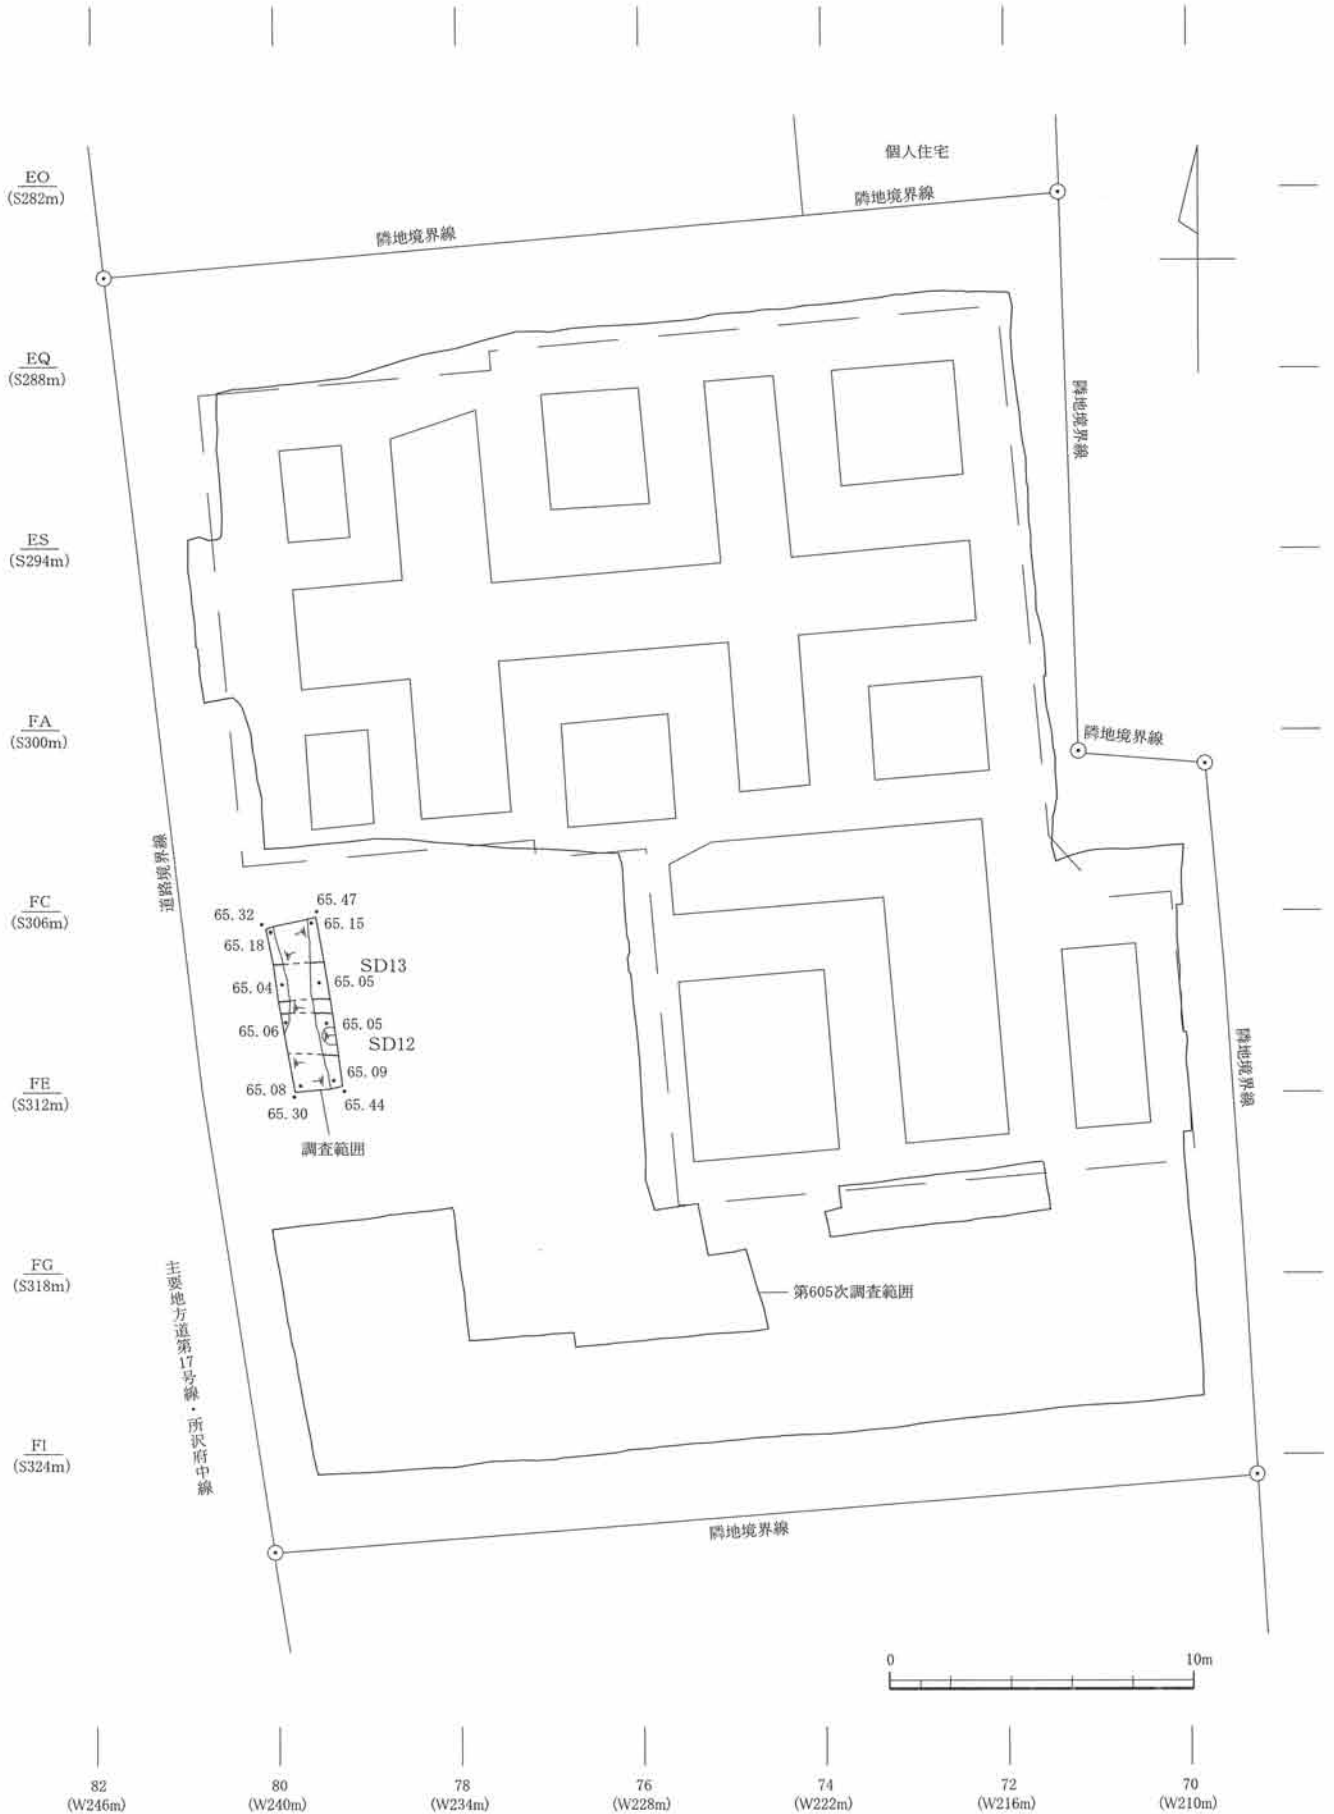 個人住宅
EO
(S282m)
隣地境界線
隣地境界線
EQ
(S288m)
隣地境界線
ES
(S294m)
FA
(S300m)
隣地境界線
道路境界線
FC
(S306m)
65.47
65.32
65.15
65.18
SD13
65.04
65.05
65.06
65.05
SD12
隣地境界線
65.09
FE
(S312m)
65.08
65.44
65.30
調査範囲
FG
(S318m)
第605次調査範囲
主要地方道第17号線・所沢府中線
FI
(S324m)
隣地境界線
0 10m
82 80 78 76 74 72 70
(W246m) (W240m) (W234m) (W228m) (W222m) (W216m) (W210m)